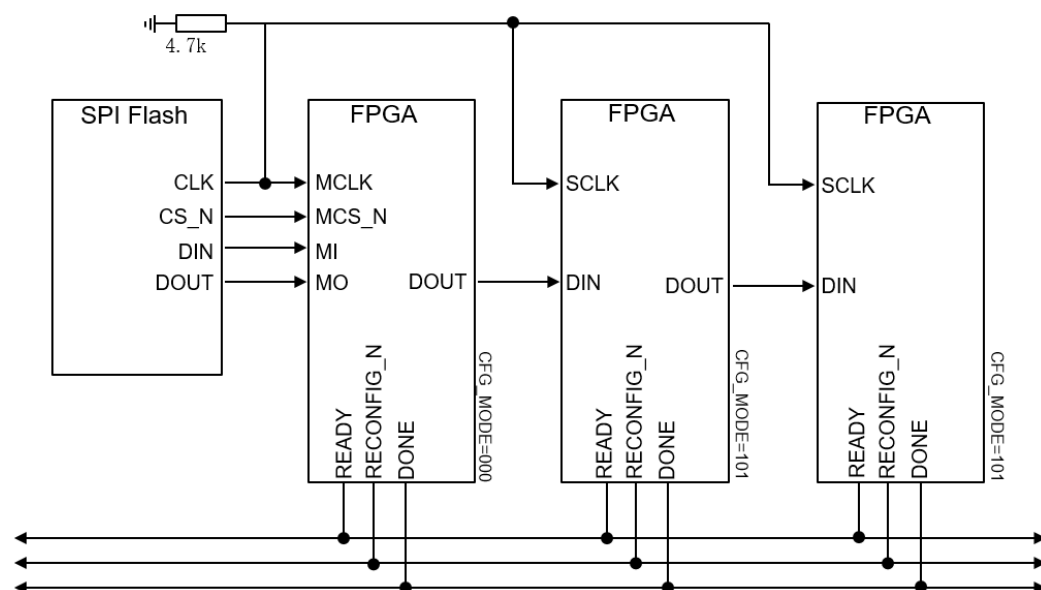 4.7k
SPI Flash
CLK
CS_N
DIN
DOUT
FPGA
MCLK
MCS_N
MI
MO
DOUT
READY
RECONFIG_N
DONE
CFG_MODE=000
FPGA
SCLK
DIN
DOUT
READY
RECONFIG_N
DONE
CFG_MODE=101
FPGA
SCLK
DIN
READY
RECONFIG_N
DONE
CFG_MODE=101